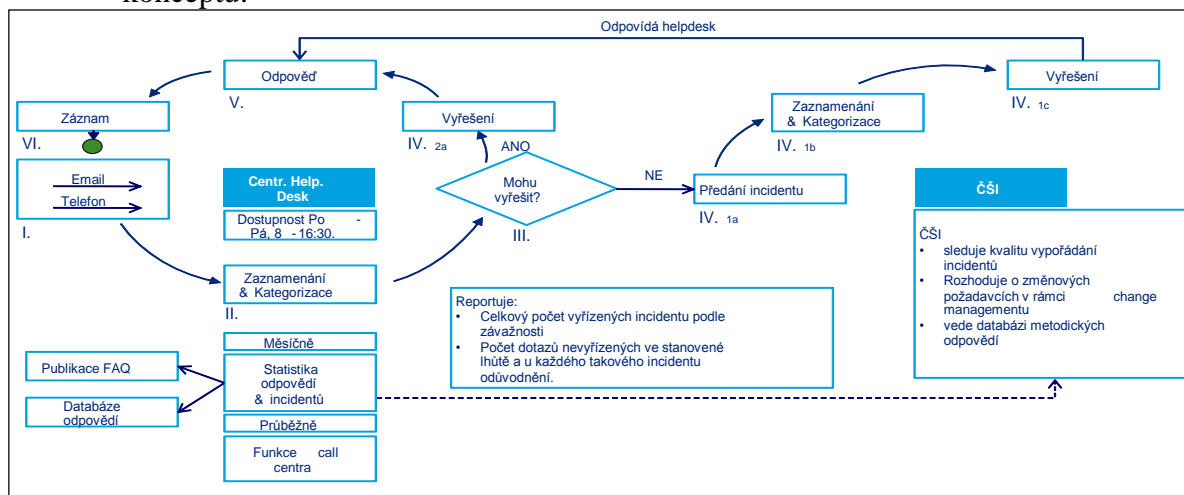 Odpovídá helpdesk
Odpověď
V.
Vyřešení
IV. 1c
Záznam
VI.
Vyřešení
IV. 2a
ANO
Zaznamenání
& Kategorizace
IV. 1b
Email
Telefon
I.
Centr. Help.
Desk
Dostupnost Po -
Pá, 8 - 16:30.
Mohu
vyřešit?
III.
NE
Předání incidentu
IV. 1a
ČŠI
Zaznamenání
& Kategorizace
II.
ČŠI
• sleduje kvalitu vypořádání
incidentů
• Rozhoduje o změnových
požadavcích v rámci change
managementu
• vede databázi metodických
odpovědí
Reportuje:
• Celkový počet vyřízených incidentu podle
závažnosti
• Počet dotazů nevyřízených ve stanovené
lhůtě a u každého takového incidentu
odůvodnění.
Měsíčně
Publikace FAQ
Statistika
odpovědí
& incidentů
Databáze
odpovědí
Průběžně
Funkce call
centra